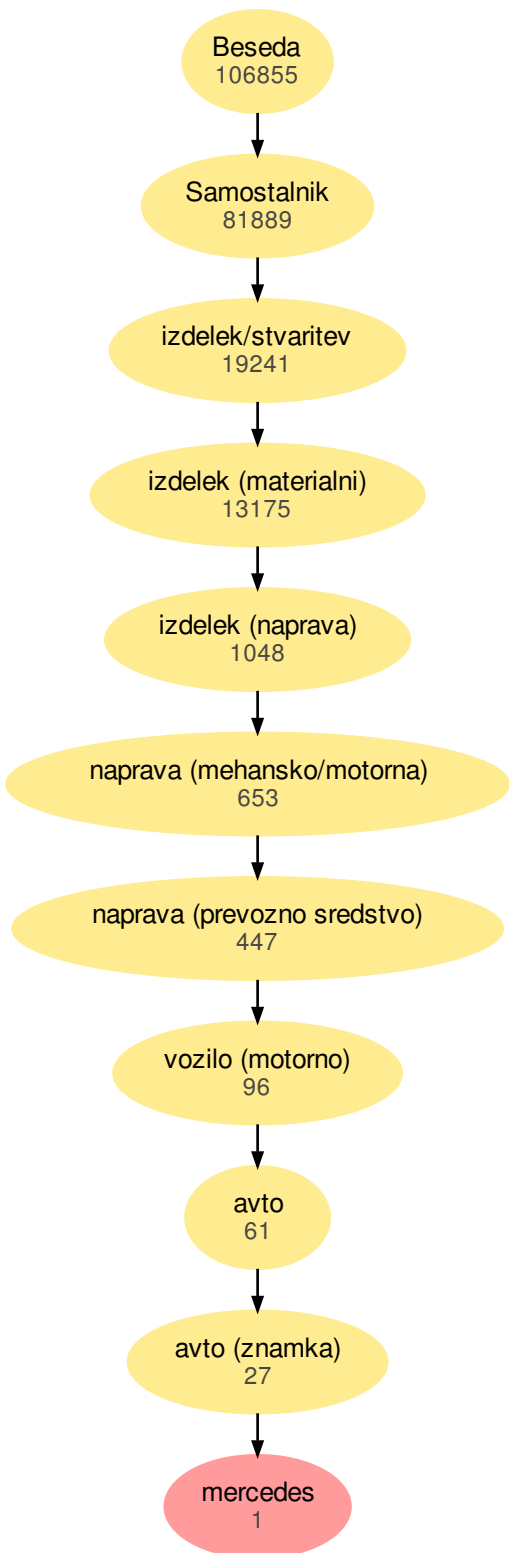 Beseda
106855
Samostalnik
81889
izdelek/stvaritev
19241
izdelek (materialni)
13175
izdelek (naprava)
1048
naprava (mehansko/motorna)
653
naprava (prevozno sredstvo)
447
vozilo (motorno)
96
avto
61
avto (znamka)
27
mercedes
1